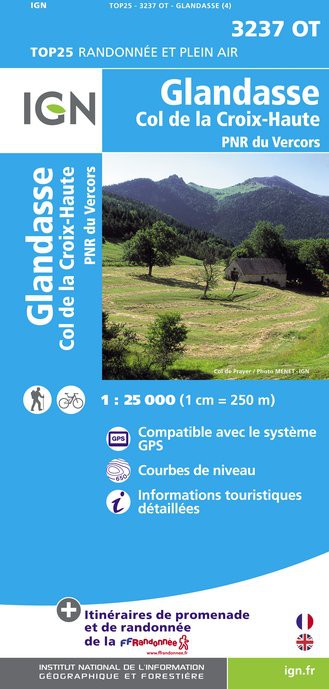 IGN
TOP25 - 3237 OT - GLANDASSE (4)
3237 OT
TOP25 RANDONNÉE ET PLEIN AIR
IGN
Glandasse
Col de la Croix-Haute
PNR du Vercors
Glandasse
Col de la Croix-Haute
PNR du Vercors
Col de Prayer / Photo MENET-IGN
1 : 25 000 (1 cm = 250 m)
GPS
Compatible avec le système
GPS
650
Courbes de niveau
i
Informations touristiques
détaillées
+
Itinéraires de promenade
et de randonnée
de la FFRandonnée
www.ffrandonnee.fr
INSTITUT NATIONAL DE L'INFORMATION
GÉOGRAPHIQUE ET FORESTIÈRE
ign.fr